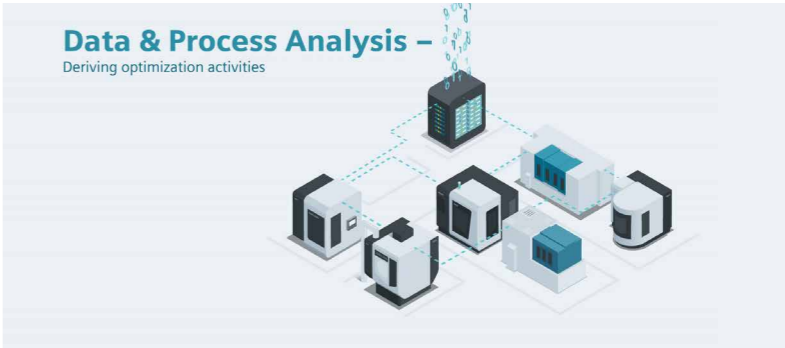 Data & Process Analysis –
Deriving optimization activities